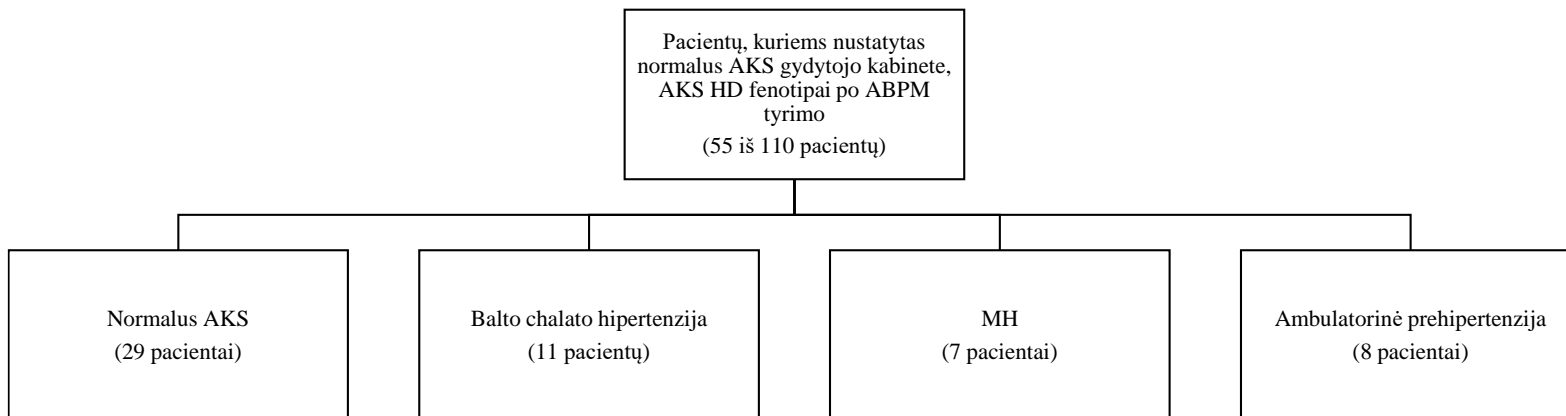 Pacientų, kuriems nustatytas
normalus AKS gydytojo kabinete,
AKS HD fenotipai po ABPM
tyrimo
(55 iš 110 pacientų)
Normalus AKS
(29 pacientai)
Balto chalato hipertenzija
(11 pacientų)
MH
(7 pacientai)
Ambulatorinė prehipertenzija
(8 pacientai)